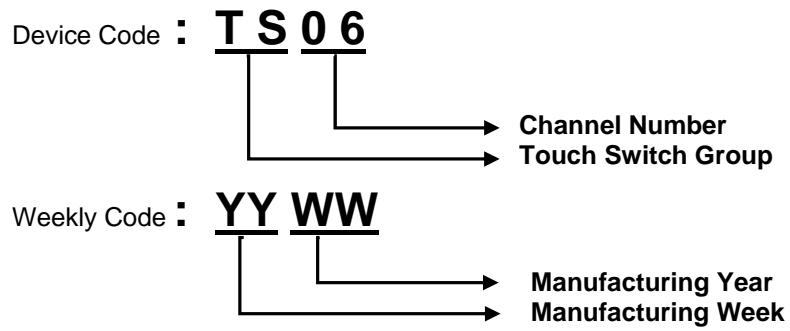 Device Code : T S 0 6
Channel Number
Touch Switch Group
Weekly Code : YY WW
Manufacturing Year
Manufacturing Week